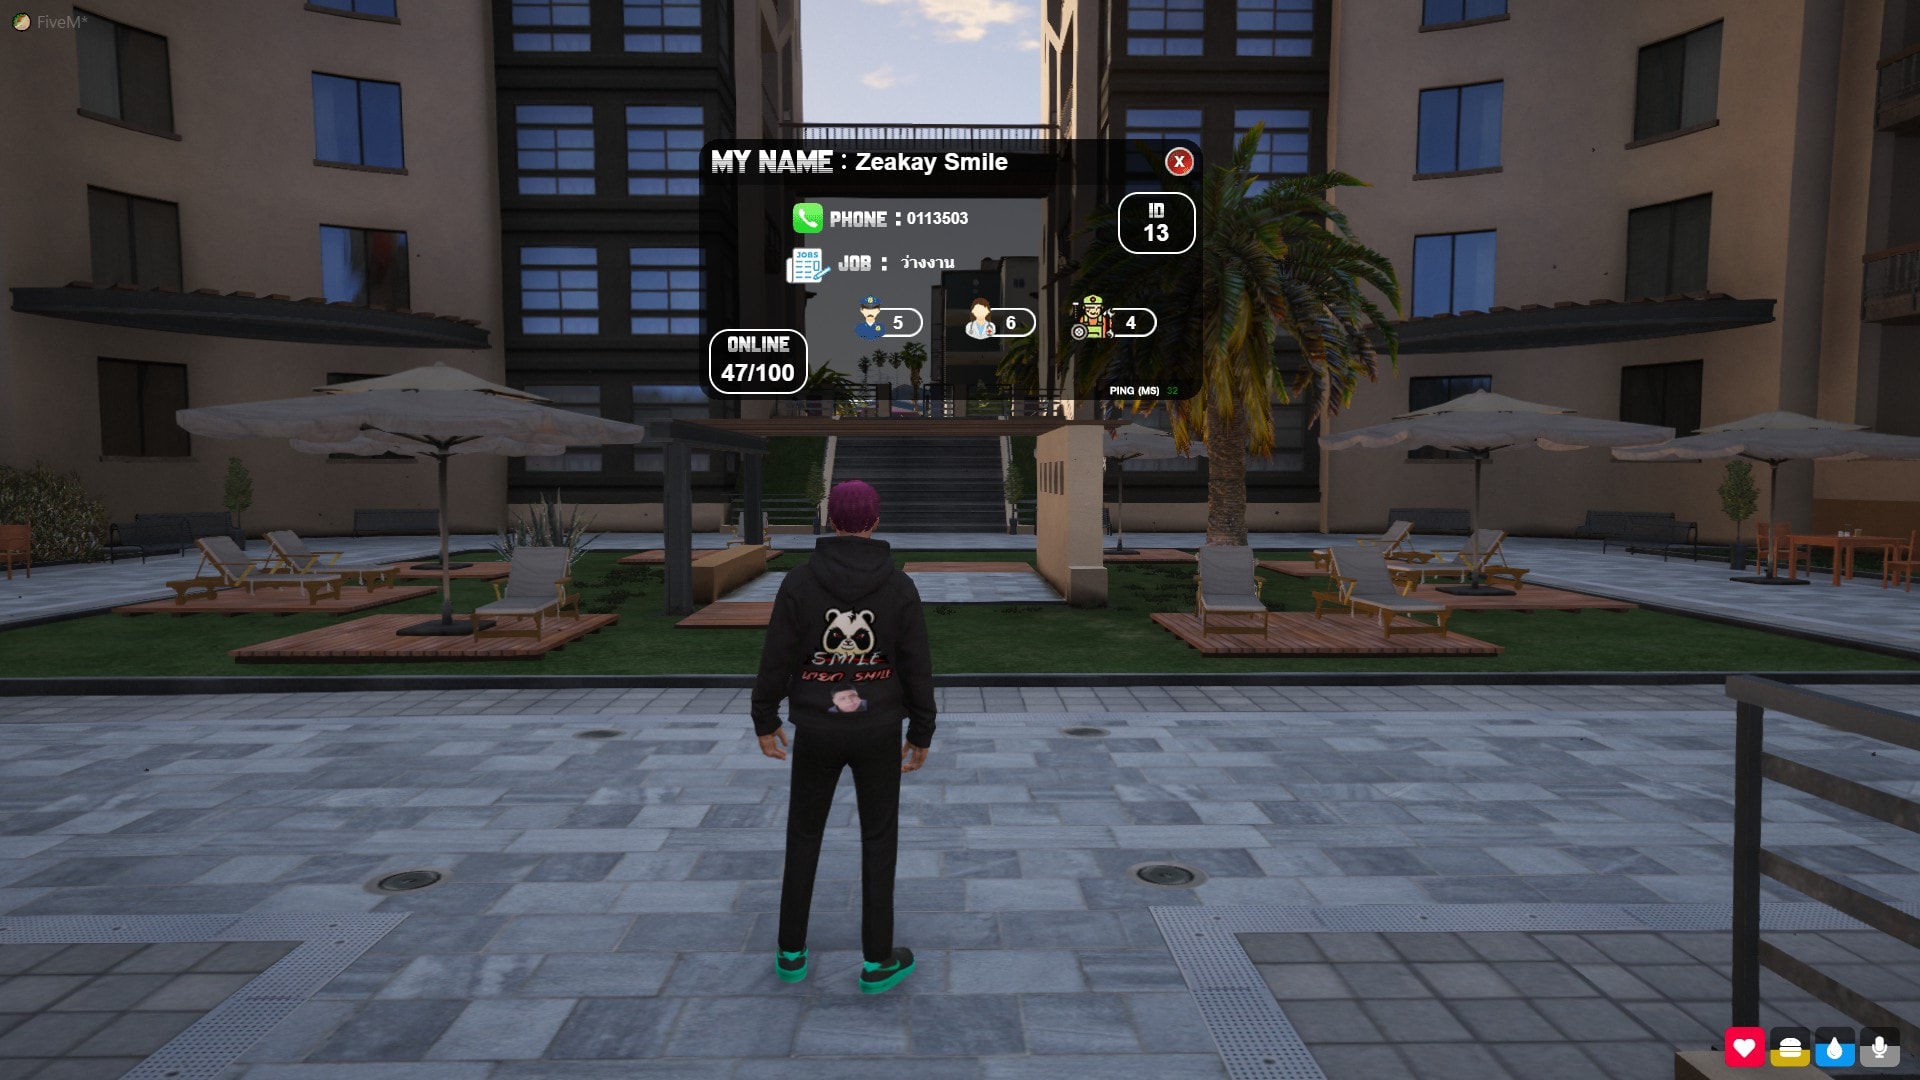 FiveM*
MY NAME : Zeakay Smile
X
PHONE : 0113503
ID
13
JOBS
JOB : ว่างงาน
5
6
4
ONLINE
47/100
PING (MS) 32
SMILE
SMILE